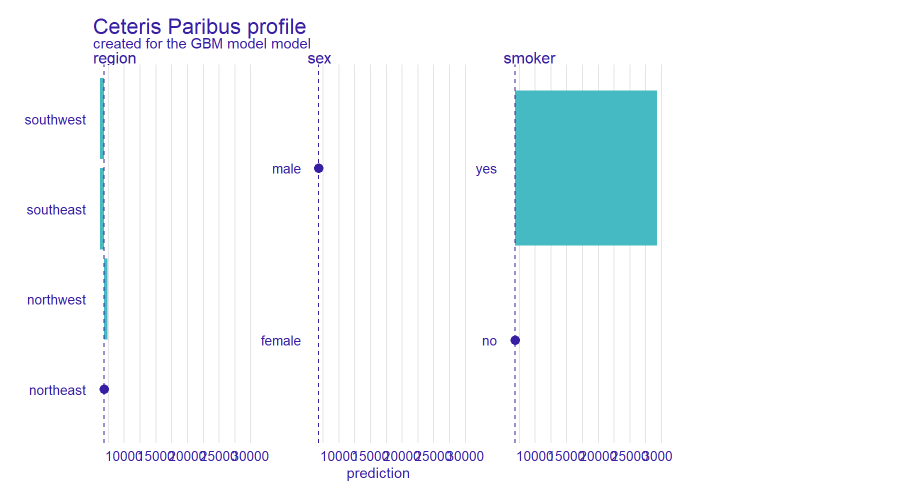 Ceteris Paribus profile
created for the GBM model model
region sex smoker
southwest
male yes
southeast
northwest
female no
northeast
10000 15000 20000 25000 30000 10000 15000 20000 25000 30000 10000 15000 20000 25000 3000
prediction